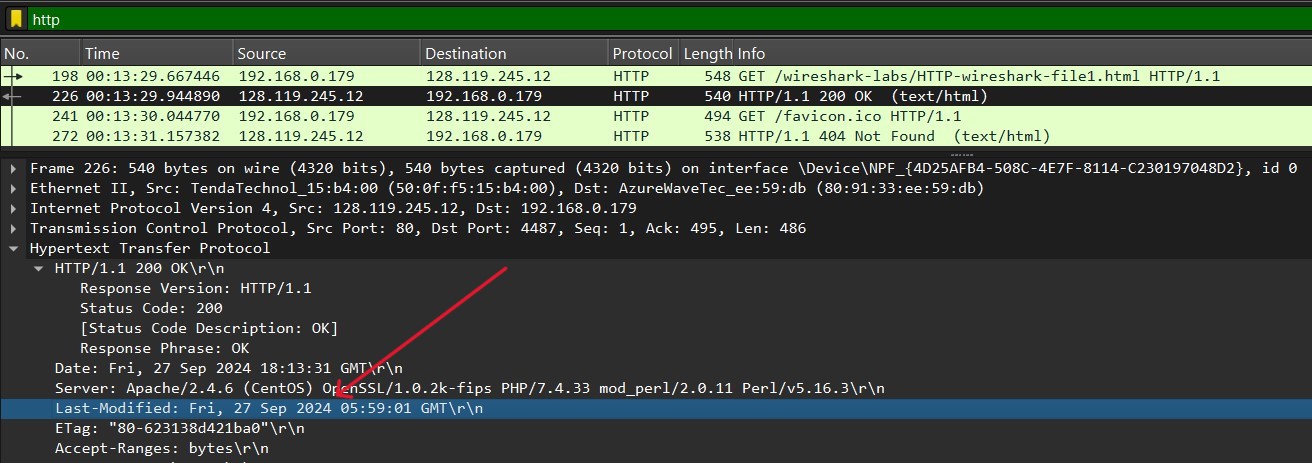 http
No. Time Source Destination Protocol Length Info
198 00:13:29.667446 192.168.0.179 128.119.245.12 HTTP 548 GET /wireshark-labs/HTTP-wireshark-file1.html HTTP/1.1
226 00:13:29.944890 128.119.245.12 192.168.0.179 HTTP 540 HTTP/1.1 200 OK (text/html)
241 00:13:30.044770 192.168.0.179 128.119.245.12 HTTP 494 GET /favicon.ico HTTP/1.1
272 00:13:31.157382 128.119.245.12 192.168.0.179 HTTP 538 HTTP/1.1 404 Not Found (text/html)
Frame 226: 540 bytes on wire (4320 bits), 540 bytes captured (4320 bits) on interface \Device\NPF_{4D25AFB4-508C-4E7F-8114-C230197048D2}, id 0
Ethernet II, Src: TendaTechnol_15:b4:00 (50:0f:f5:15:b4:00), Dst: AzureWaveTec_ee:59:db (80:91:33:ee:59:db)
Internet Protocol Version 4, Src: 128.119.245.12, Dst: 192.168.0.179
Transmission Control Protocol, Src Port: 80, Dst Port: 4487, Seq: 1, Ack: 495, Len: 486
Hypertext Transfer Protocol
HTTP/1.1 200 OK\r\n
Response Version: HTTP/1.1
Status Code: 200
[Status Code Description: OK]
Response Phrase: OK
Date: Fri, 27 Sep 2024 18:13:31 GMT\r\n
Server: Apache/2.4.6 (CentOS) OpenSSL/1.0.2k-fips PHP/7.4.33 mod_perl/2.0.11 Perl/v5.16.3\r\n
Last-Modified: Fri, 27 Sep 2024 05:59:01 GMT\r\n
ETag: "80-623138d421ba0"\r\n
Accept-Ranges: bytes\r\n